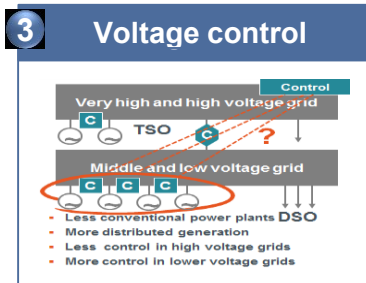 3
Voltage control
Control
Very high and high voltage grid
C
TSO
C
?
Middle and low voltage grid
C C C
- Less conventional power plants DSO
- More distributed generation
- Less control in high voltage grids
- More control in lower voltage grids